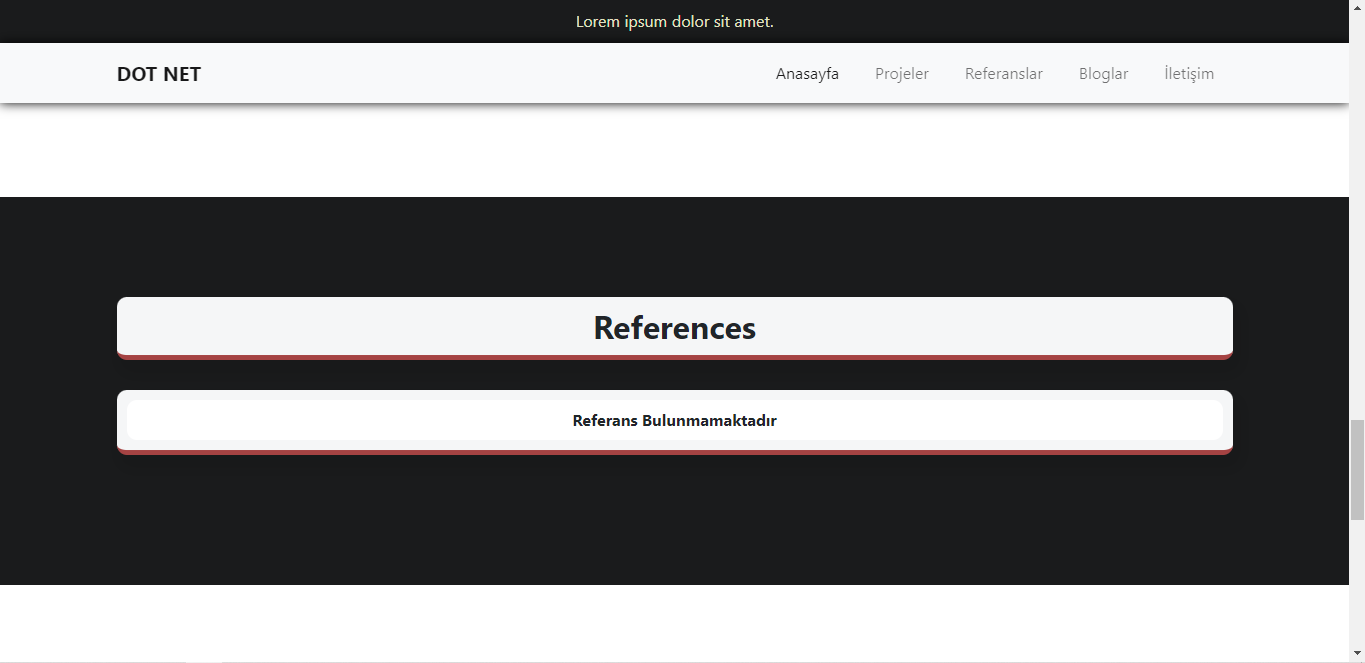 Lorem ipsum dolor sit amet.
DOT NET Anasayfa Projeler Referanslar Bloglar İletişim
References
Referans Bulunmamaktadır